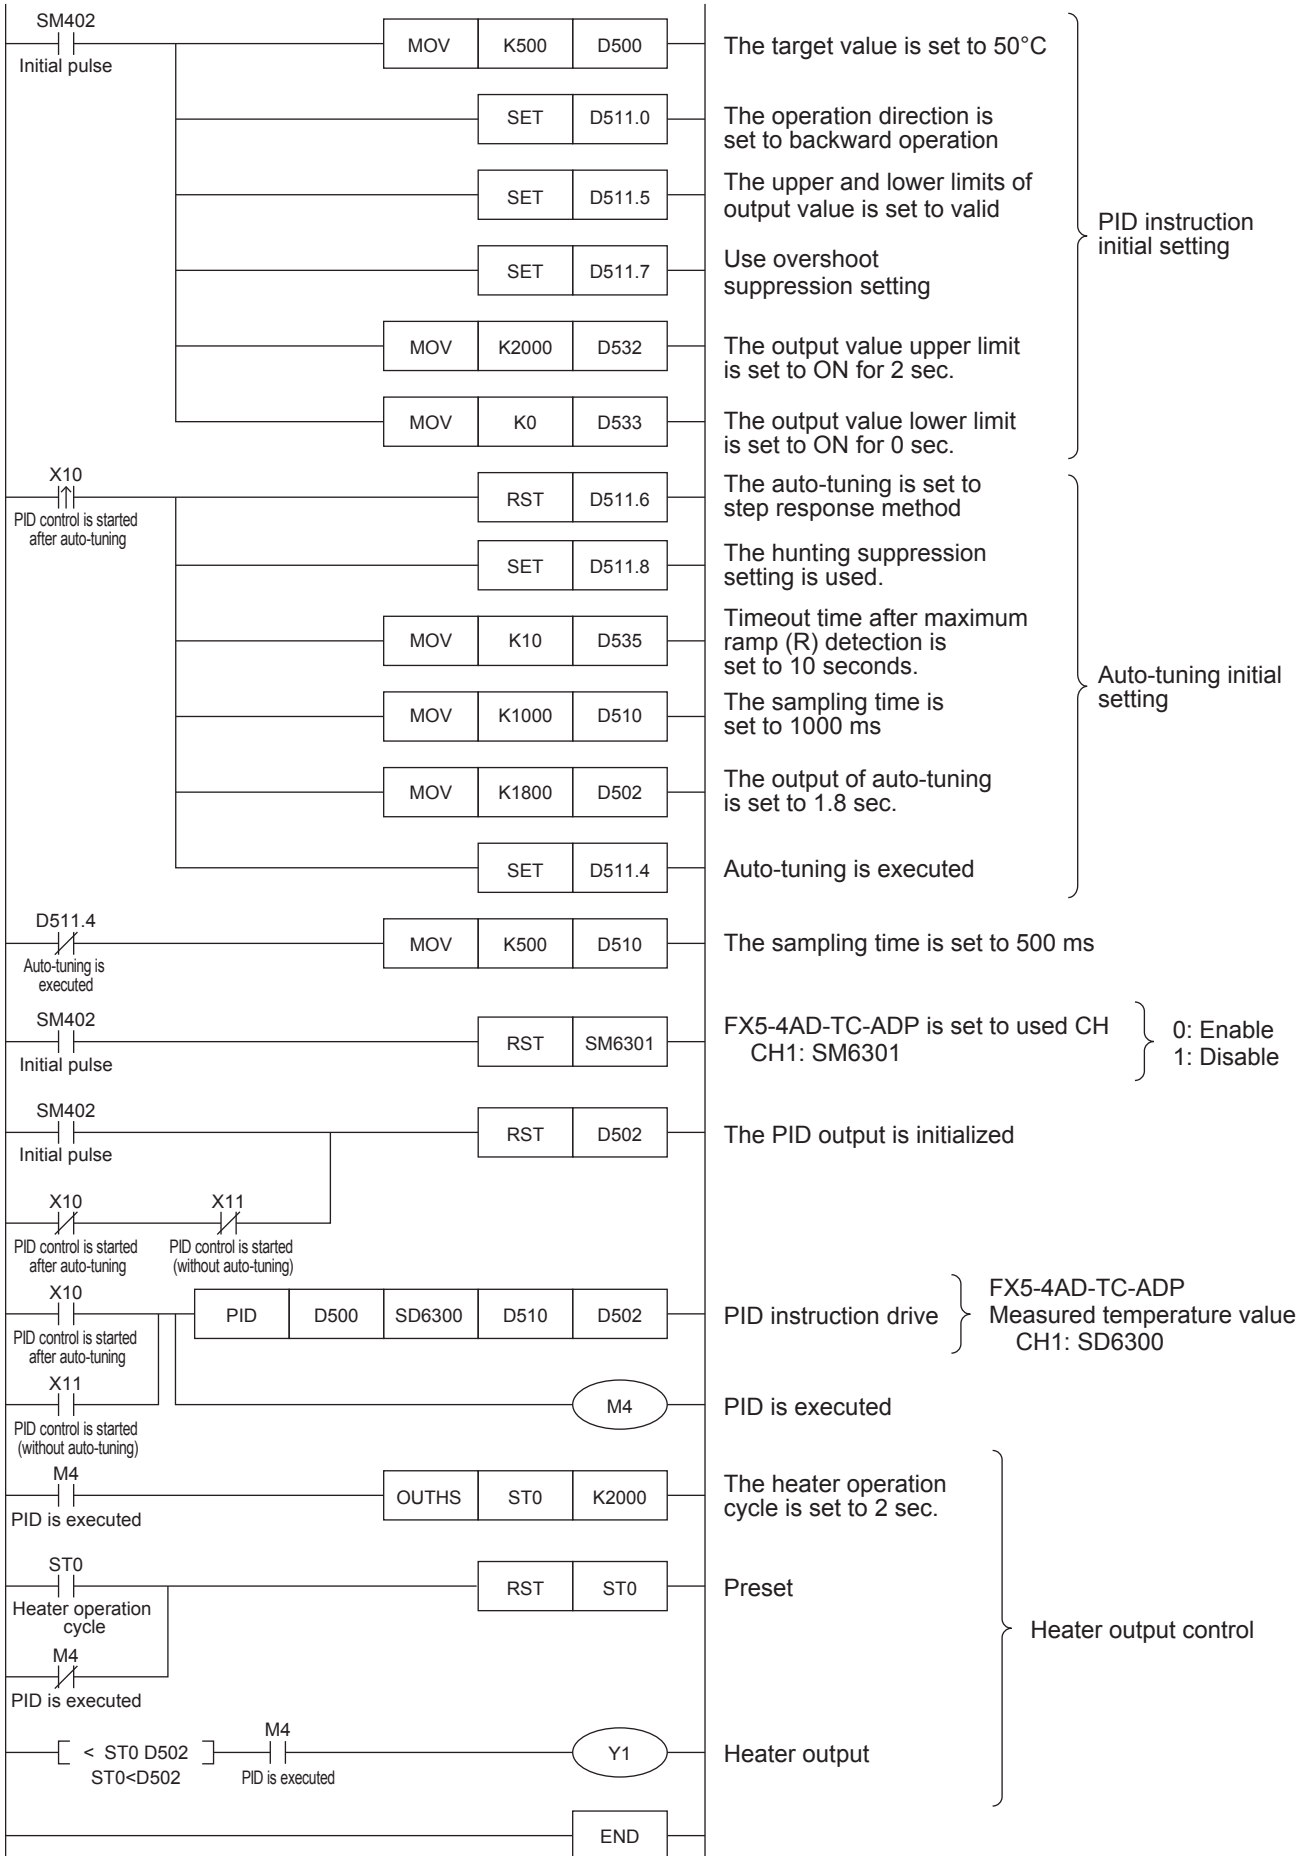 SM402
MOV K500 D500
The target value is set to 50°C
Initial pulse
SET D511.0
The operation direction is
set to backward operation
SET D511.5
The upper and lower limits of
output value is set to valid
PID instruction
initial setting
SET D511.7
Use overshoot
suppression setting
MOV K2000 D532
The output value upper limit
is set to ON for 2 sec.
MOV K0 D533
The output value lower limit
is set to ON for 0 sec.
X10
RST D511.6
The auto-tuning is set to
step response method
PID control is started
after auto-tuning
SET D511.8
The hunting suppression
setting is used.
MOV K10 D535
Timeout time after maximum
ramp (R) detection is
set to 10 seconds.
Auto-tuning initial
setting
MOV K1000 D510
The sampling time is
set to 1000 ms
MOV K1800 D502
The output of auto-tuning
is set to 1.8 sec.
SET D511.4
Auto-tuning is executed
D511.4
MOV K500 D510
The sampling time is set to 500 ms
Auto-tuning is
executed
SM402
RST SM6301
FX5-4AD-TC-ADP is set to used CH
CH1: SM6301
0: Enable
1: Disable
Initial pulse
SM402
RST D502
The PID output is initialized
Initial pulse
X10 X11
PID control is started
after auto-tuning
PID control is started
(without auto-tuning)
X10
PID D500 SD6300 D510 D502
PID instruction drive
FX5-4AD-TC-ADP
Measured temperature value
CH1: SD6300
PID control is started
after auto-tuning
X11
M4
PID is executed
PID control is started
(without auto-tuning)
M4
OUTHS ST0 K2000
The heater operation
cycle is set to 2 sec.
PID is executed
ST0
RST ST0
Preset
Heater operation
cycle
Heater output control
M4
PID is executed
< ST0 D502
ST0<D502
M4
PID is executed
Y1
Heater output
END